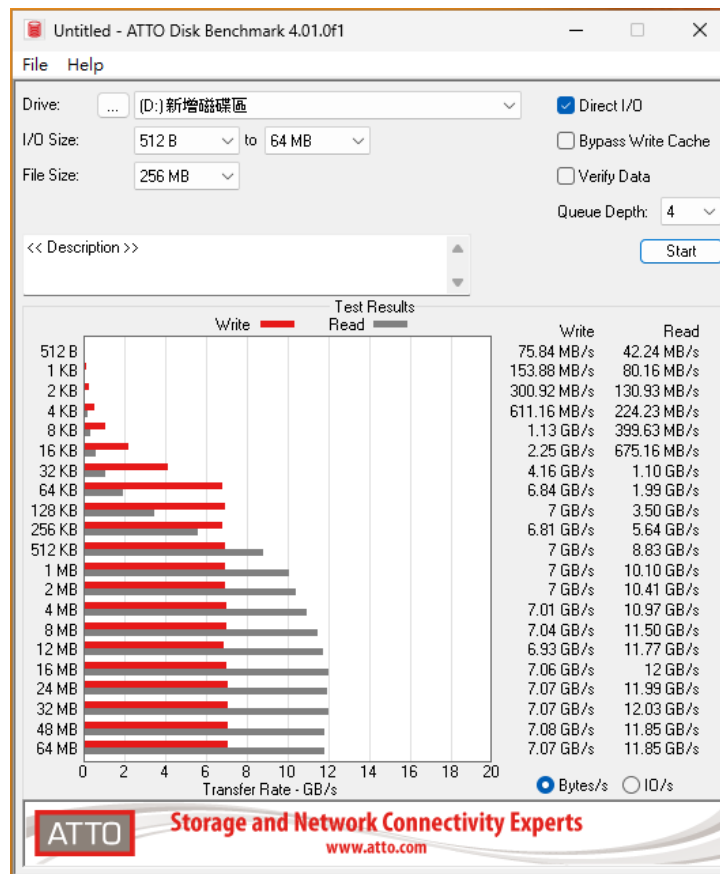 Untitled - ATTO Disk Benchmark 4.01.0f1
File Help
Drive: ... (D:)新增磁碟區 Direct I/O
I/O Size: 512 B to 64 MB Bypass Write Cache
File Size: 256 MB Verify Data
Queue Depth: 4
<< Description >> Start
Test Results
Write Read Write Read
512 B 75.84 MB/s 42.24 MB/s
1 KB 153.88 MB/s 80.16 MB/s
2 KB 300.92 MB/s 130.93 MB/s
4 KB 611.16 MB/s 224.23 MB/s
8 KB 1.13 GB/s 399.63 MB/s
16 KB 2.25 GB/s 675.16 MB/s
32 KB 4.16 GB/s 1.10 GB/s
64 KB 6.84 GB/s 1.99 GB/s
128 KB 7 GB/s 3.50 GB/s
256 KB 6.81 GB/s 5.64 GB/s
512 KB 7 GB/s 8.83 GB/s
1 MB 7 GB/s 10.10 GB/s
2 MB 7 GB/s 10.41 GB/s
4 MB 7.01 GB/s 10.97 GB/s
8 MB 7.04 GB/s 11.50 GB/s
12 MB 6.93 GB/s 11.77 GB/s
16 MB 7.06 GB/s 12 GB/s
24 MB 7.07 GB/s 11.99 GB/s
32 MB 7.07 GB/s 12.03 GB/s
48 MB 7.08 GB/s 11.85 GB/s
64 MB 7.07 GB/s 11.85 GB/s
0 2 4 6 8 10 12 14 16 18 20
Transfer Rate - GB/s Bytes/s IO/s
ATTO Storage and Network Connectivity Experts
www.atto.com